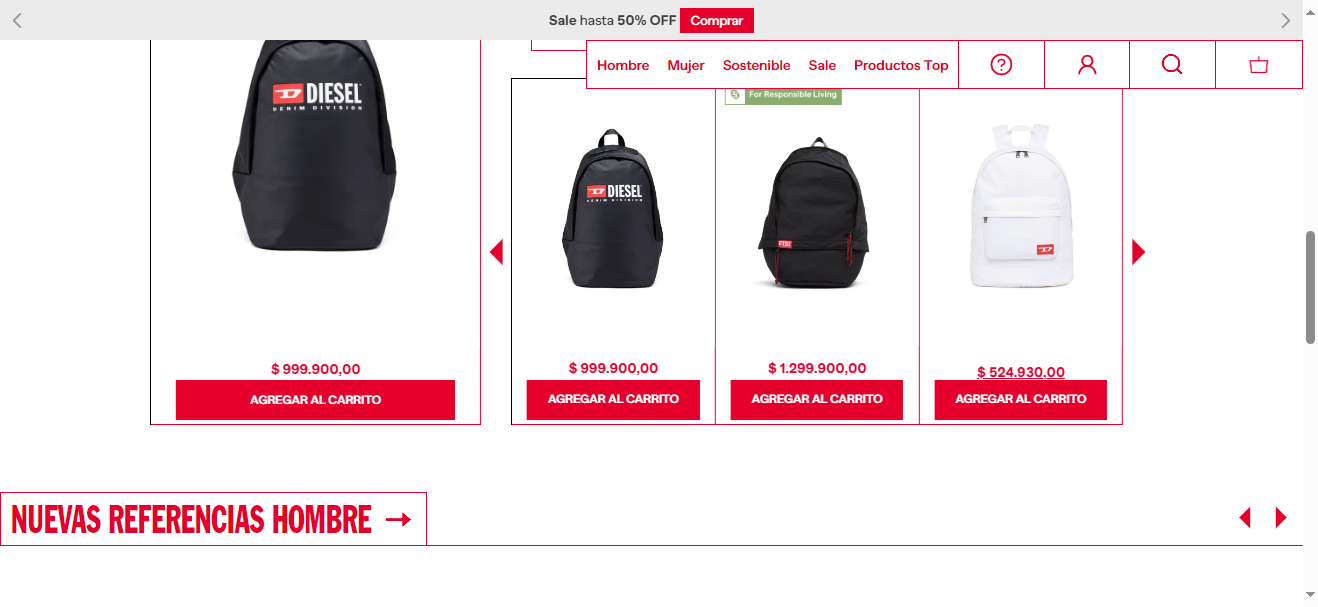 Sale hasta 50% OFF Comprar
Hombre Mujer Sostenible Sale Productos Top
For Responsible Living
DIESEL
DENIM DIVISION
DIESEL
DENIM DIVISION
DIESEL
$ 999.900,00
AGREGAR AL CARRITO
$ 999.900,00
AGREGAR AL CARRITO
$ 1.299.900,00
AGREGAR AL CARRITO
$ 524.930,00
AGREGAR AL CARRITO
NUEVAS REFERENCIAS HOMBRE →